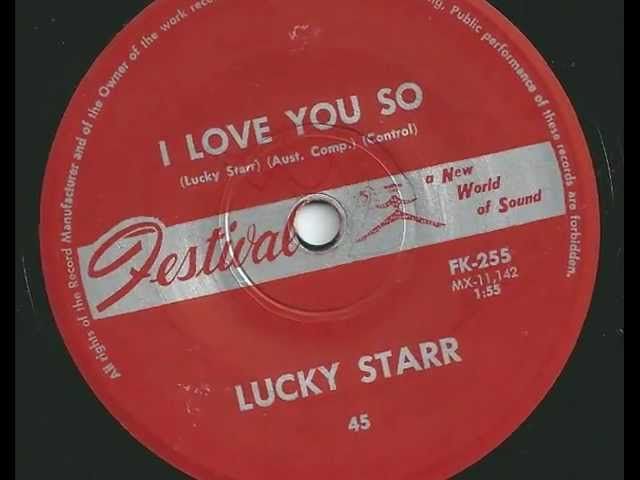 All rights of the Record Manufacturer and of the Owner of the work
Public performance of these records are forbidden.
I LOVE YOU SO
(Lucky Starr) (Aust. Comp.) (Control)
Festival
a New
World
of Sound
FK-255
MX-11,142
1:55
LUCKY STARR
45